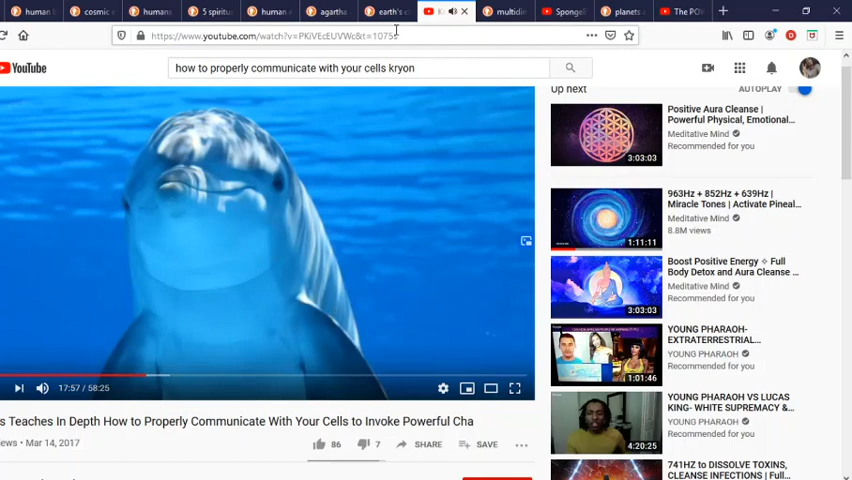 human b
cosmic e
humans
5 spiritua
human e
agartha
earth's c
multidim
SpongeB
planets a
The POW
https://www.youtube.com/watch?v=PKiVEcEUVWc&t=1075s
YouTube
how to properly communicate with your cells kryon
Up next
AUTOPLAY
Positive Aura Cleanse |
Powerful Physical, Emotional...
Meditative Mind
Recommended for you
3:03:03
963Hz + 852Hz + 639Hz |
Miracle Tones | Activate Pineal...
Meditative Mind
8.8M views
1:11:11
Boost Positive Energy ✧ Full
Body Detox and Aura Cleanse ...
Meditative Mind
Recommended for you
3:03:03
YOUNG PHARAOH-
EXTRATERRESTRIAL...
YOUNG PHARAOH
Recommended for you
1:01:46
YOUNG PHARAOH VS LUCAS
KING- WHITE SUPREMACY &...
YOUNG PHARAOH
Recommended for you
4:20:25
741HZ to DISSOLVE TOXINS,
CLEANSE INFECTIONS | Full...
17:57 / 58:25
s Teaches In Depth How to Properly Communicate With Your Cells to Invoke Powerful Cha
iews • Mar 14, 2017
86
7
SHARE
SAVE